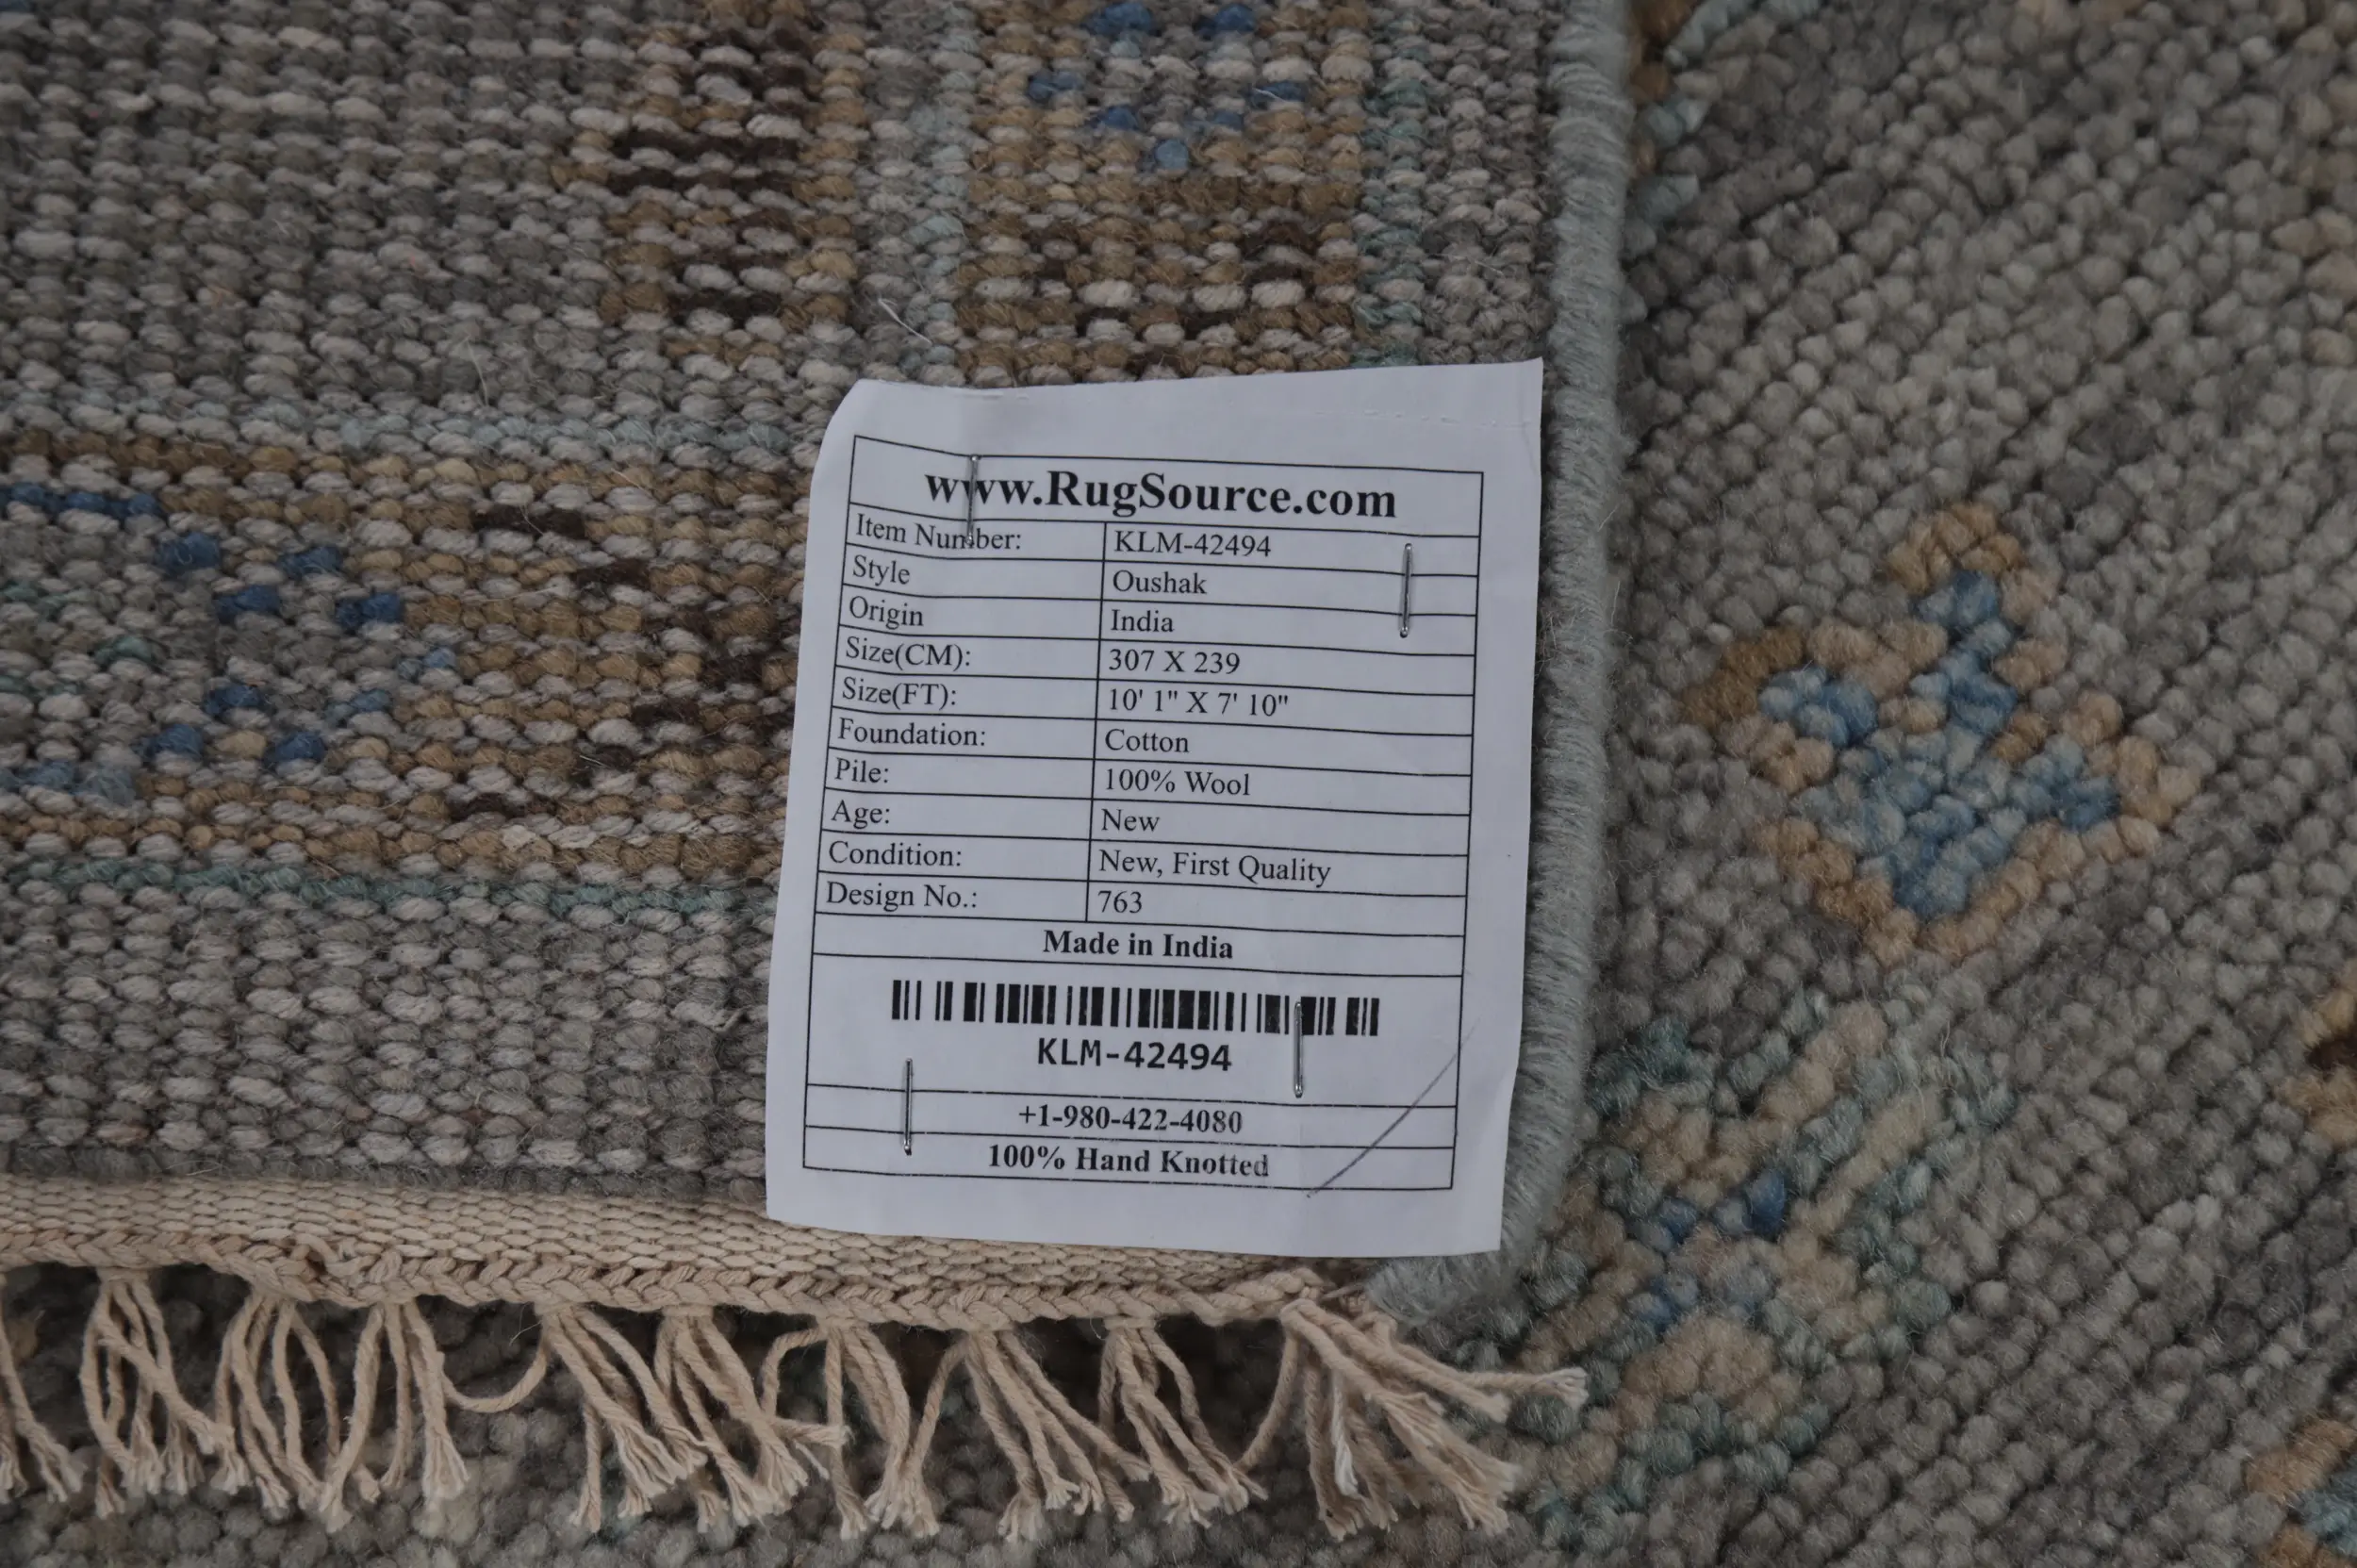 www.RugSource.com
Item Number: KLM-42494
Style Oushak
Origin India
Size(CM): 307 X 239
Size(FT): 10' 1" X 7' 10"
Foundation: Cotton
Pile: 100% Wool
Age: New
Condition: New, First Quality
Design No.: 763
Made in India
KLM-42494
+1-980-422-4080
100% Hand Knotted